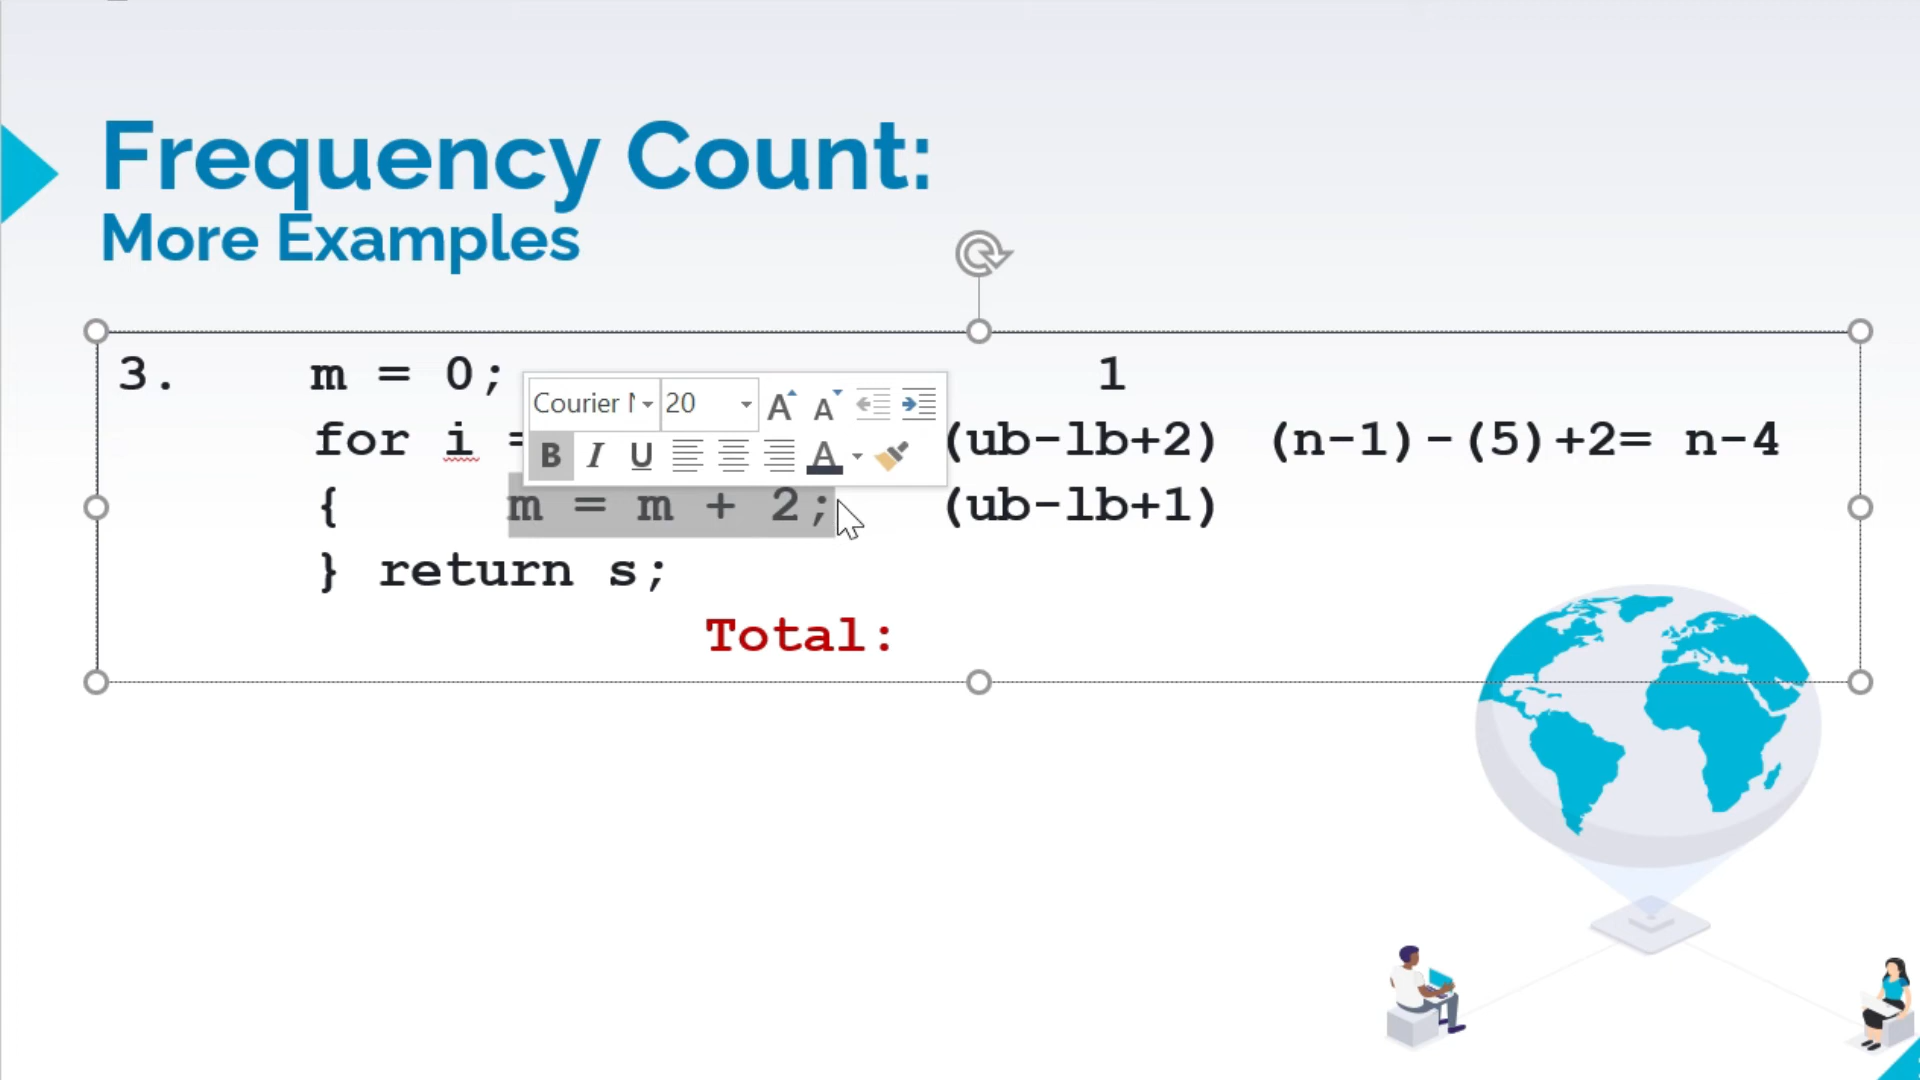 Frequency Count:
More Examples
3. m = 0; 1
for i = (ub-lb+2) (n-1)-(5)+2= n-4
{ m = m + 2; (ub-lb+1)
} return s;
Total:
Courier 20 A A
B I U A